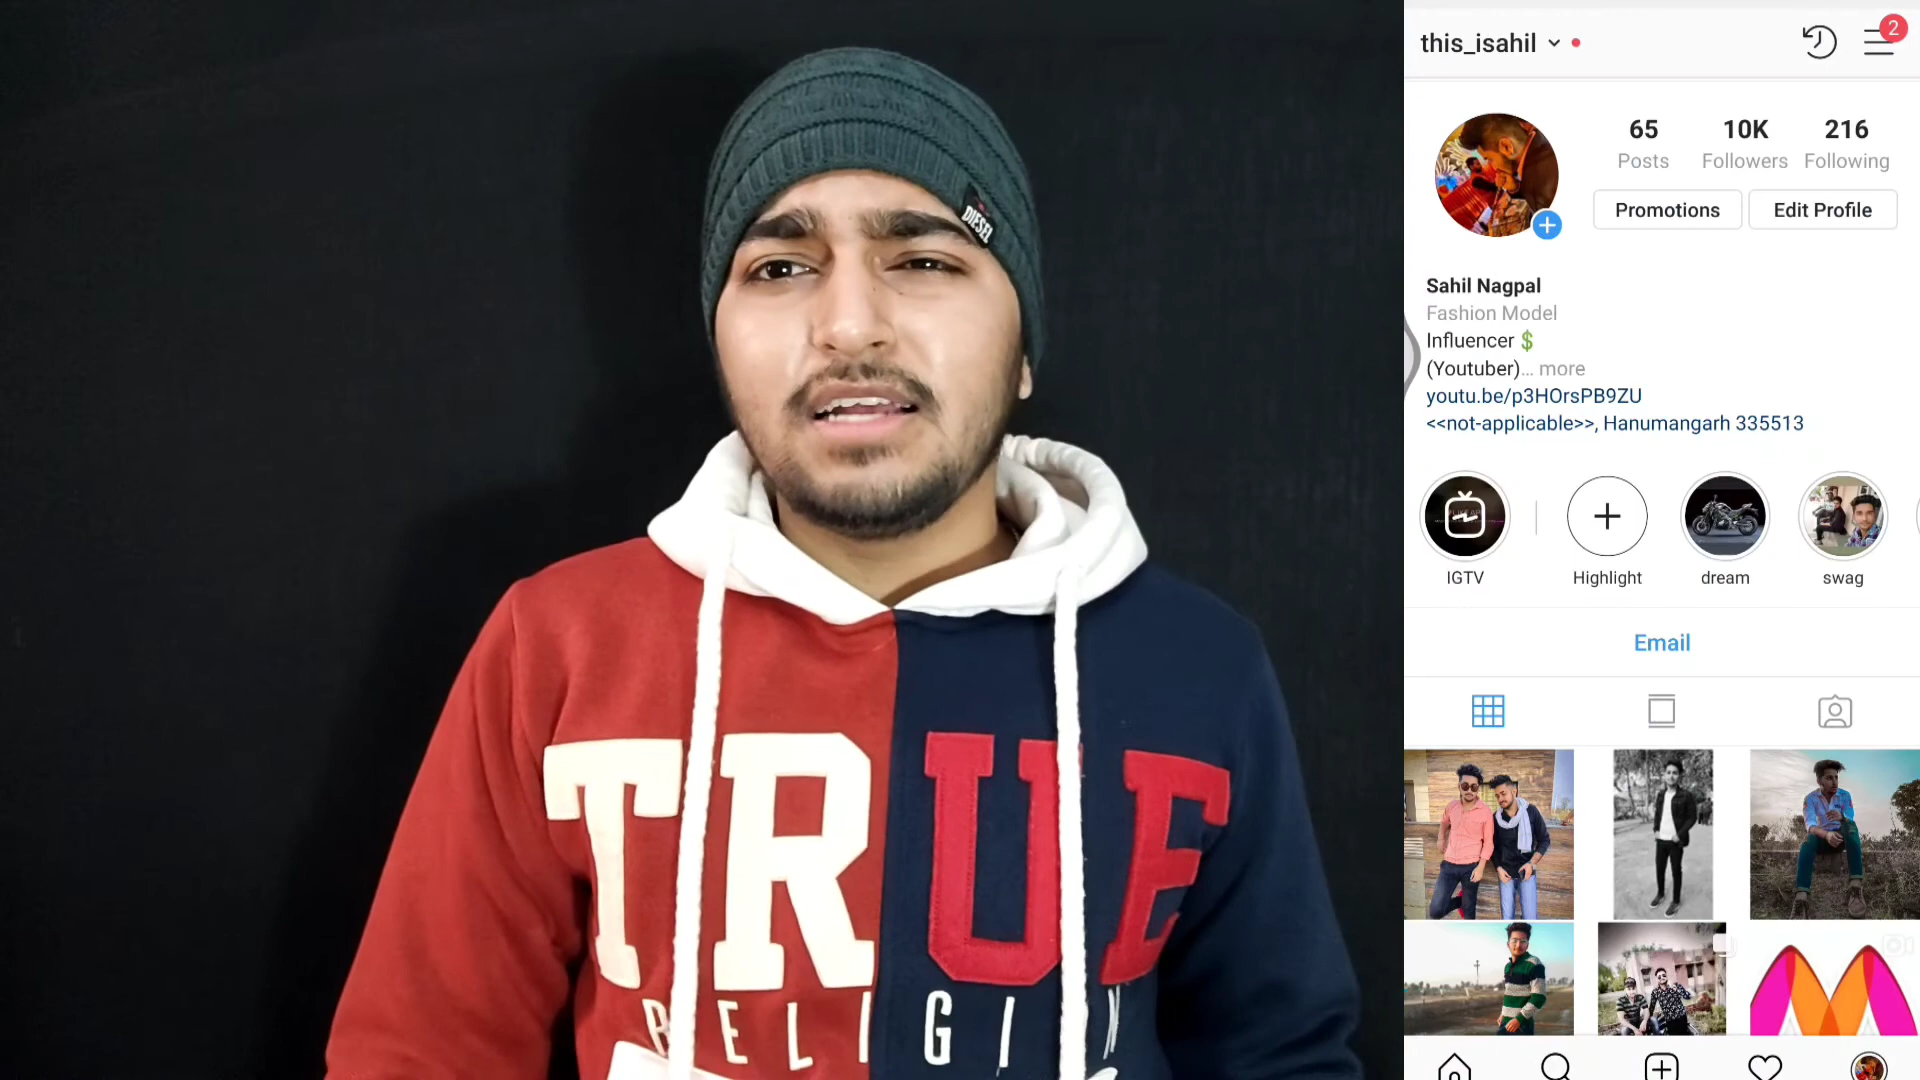 DIESEL
TRUE
RELIGI N
this_isahil
2
65 10K 216
Posts Followers Following
Promotions Edit Profile
Sahil Nagpal
Fashion Model
Influencer💲
(Youtuber)... more
youtu.be/p3HOrsPB9ZU
<<not-applicable>>, Hanumangarh 335513
IGTV Highlight dream swag
Email